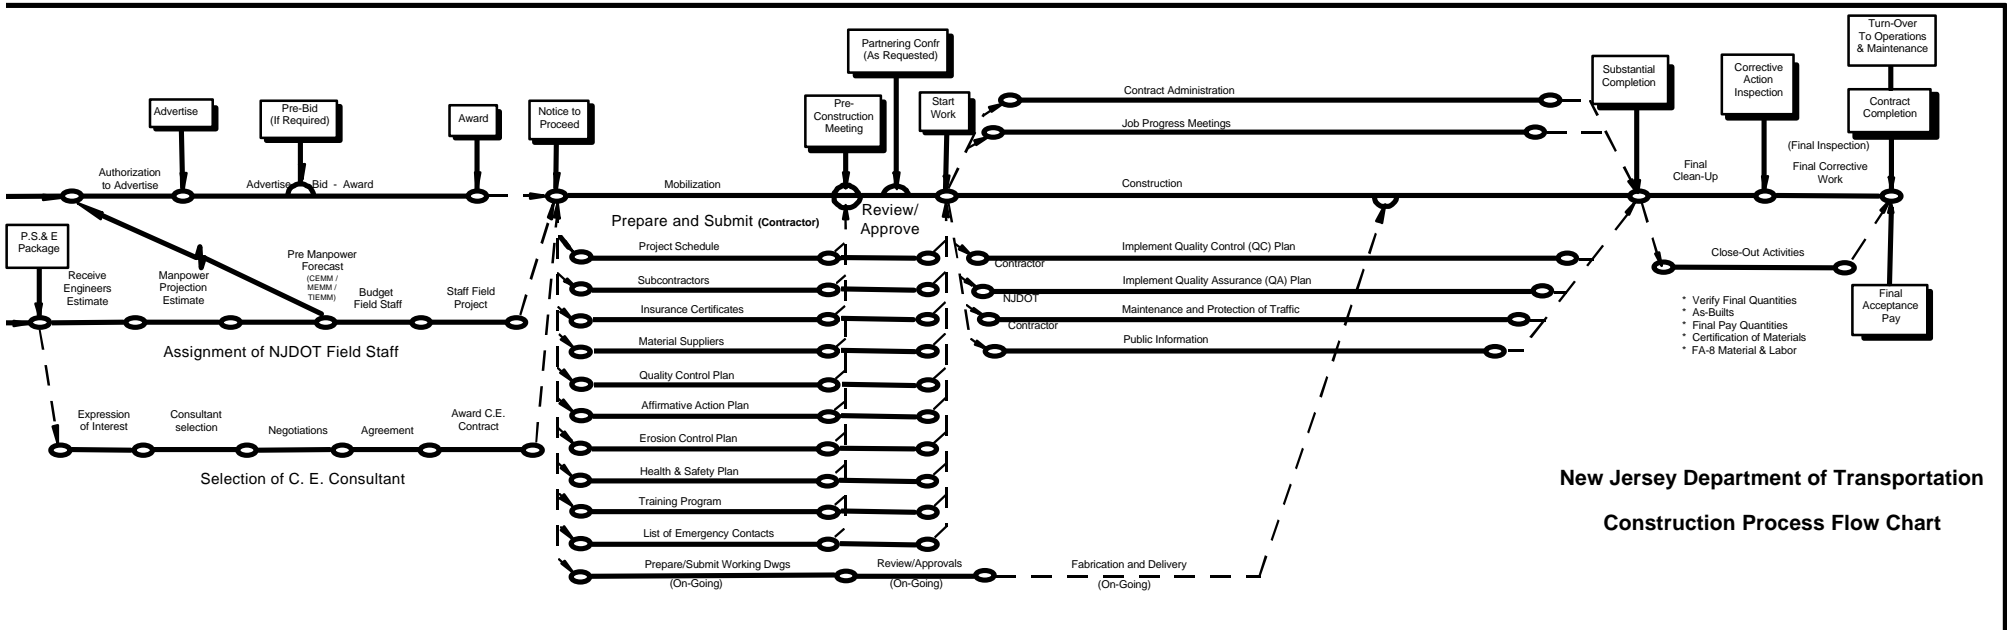 Turn-Over
To Operations
& Maintenance
Partnering Confr
(As Requested)
Substantial
Completion
Corrective
Action
Inspection
Contract
Completion
Advertise
Pre-Bid
(If Required)
Award
Notice to
Proceed
Pre-
Construction
Meeting
Start
Work
Contract Administration
Job Progress Meetings
(Final Inspection)
Authorization
to Advertise
Advertise - Bid - Award
Mobilization
Construction
Final
Clean-Up
Final Corrective
Work
P.S.& E
Package
Receive
Engineers
Estimate
Manpower
Projection
Estimate
Pre Manpower
Forecast
(CEMM /
MEMM /
TIEMM)
Budget
Field Staff
Staff Field
Project
Assignment of NJDOT Field Staff
Expression
of Interest
Consultant
selection
Negotiations
Agreement
Award C.E.
Contract
Selection of C. E. Consultant
Prepare and Submit (Contractor)
Review/
Approve
Project Schedule
Subcontractors
Insurance Certificates
Material Suppliers
Quality Control Plan
Affirmative Action Plan
Erosion Control Plan
Health & Safety Plan
Training Program
List of Emergency Contacts
Prepare/Submit Working Dwgs
(On-Going)
Review/Approvals
(On-Going)
Fabrication and Delivery
(On-Going)
Implement Quality Control (QC) Plan
Contractor
Implement Quality Assurance (QA) Plan
NJDOT
Maintenance and Protection of Traffic
Contractor
Public Information
Close-Out Activities
* Verify Final Quantities
* As-Builts
* Final Pay Quantities
* Certification of Materials
* FA-8 Material & Labor
Final
Acceptance
Pay
New Jersey Department of Transportation
Construction Process Flow Chart